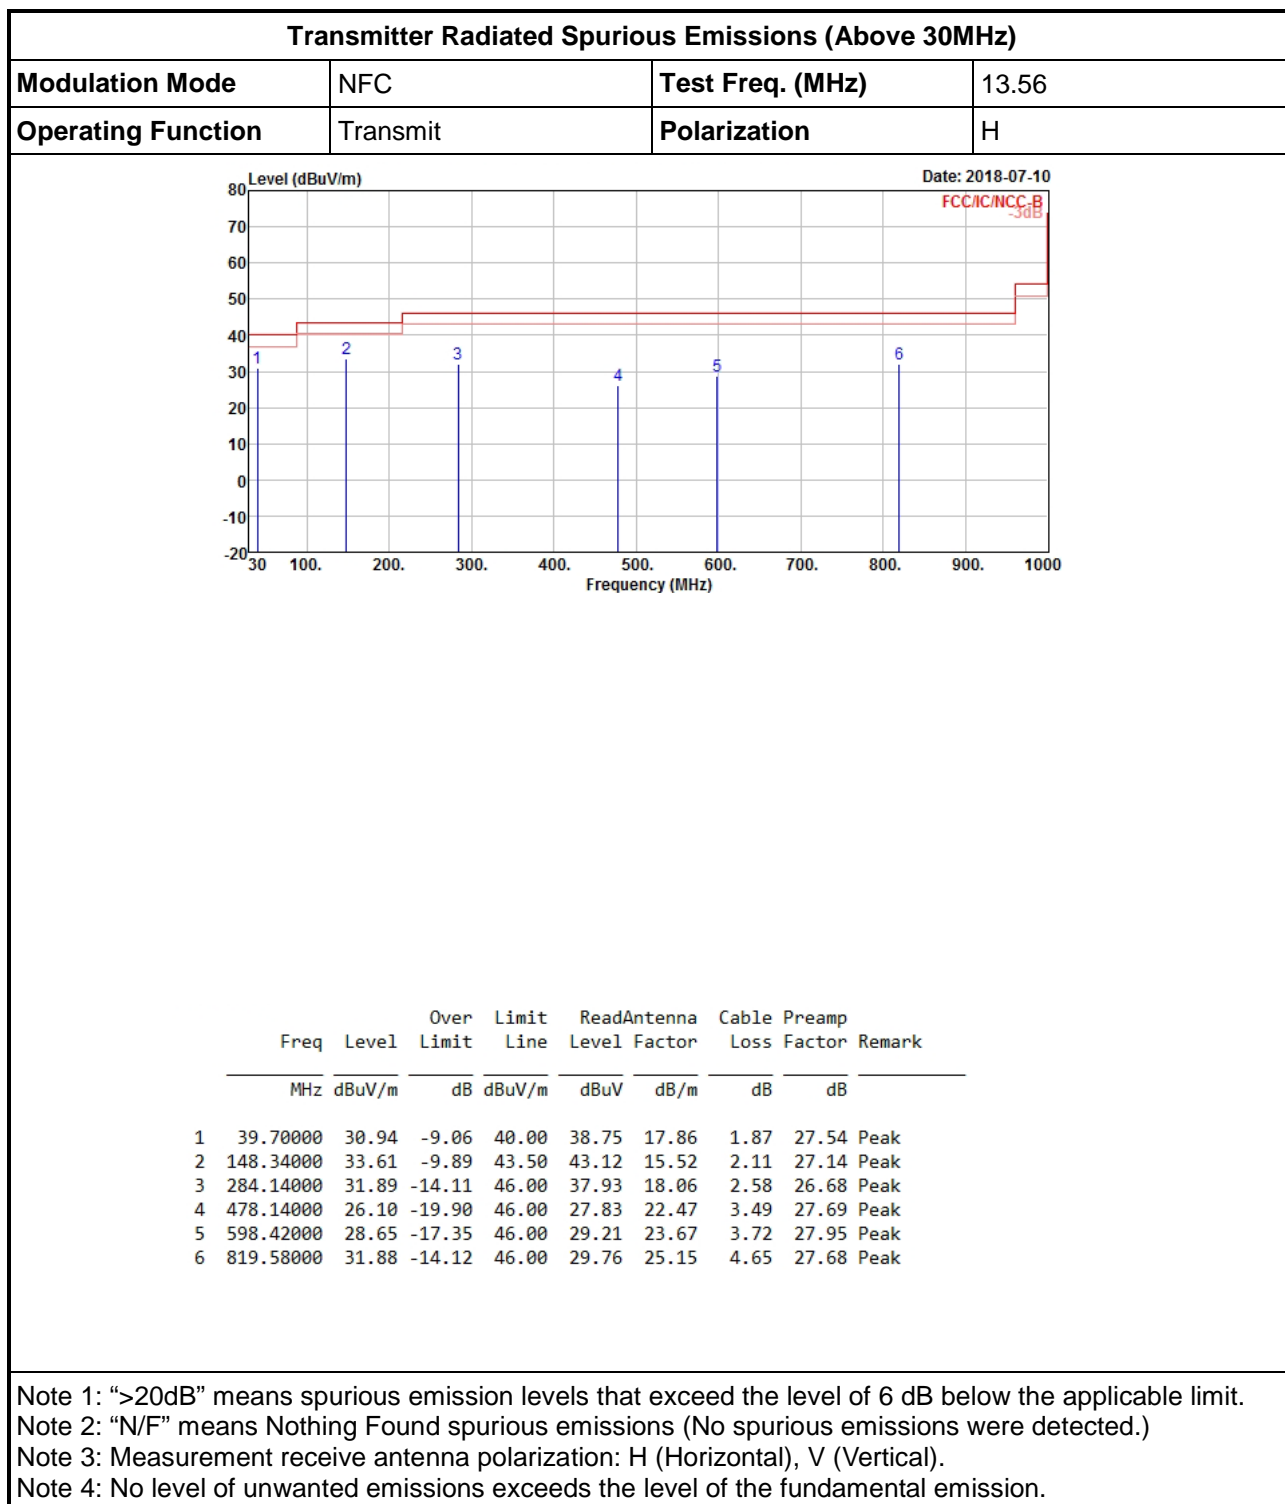 Transmitter Radiated Spurious Emissions (Above 30MHz)
Modulation Mode NFC Test Freq. (MHz) 13.56
Operating Function Transmit Polarization H
Level (dBuV/m) Date: 2018-07-10
80
FCC/IC/NCC-B
-3dB
70
60
50
40
30
20
10
0
-10
-20
1 2 3 4 5 6
30 100. 200. 300. 400. 500. 600. 700. 800. 900. 1000
Frequency (MHz)
Over Limit ReadAntenna Cable Preamp
Freq Level Limit Line Level Factor Loss Factor Remark
MHz dBuV/m dB dBuV/m dBuV dB/m dB dB
1 39.70000 30.94 -9.06 40.00 38.75 17.86 1.87 27.54 Peak
2 148.34000 33.61 -9.89 43.50 43.12 15.52 2.11 27.14 Peak
3 284.14000 31.89 -14.11 46.00 37.93 18.06 2.58 26.68 Peak
4 478.14000 26.10 -19.90 46.00 27.83 22.47 3.49 27.69 Peak
5 598.42000 28.65 -17.35 46.00 29.21 23.67 3.72 27.95 Peak
6 819.58000 31.88 -14.12 46.00 29.76 25.15 4.65 27.68 Peak
Note 1: “>20dB” means spurious emission levels that exceed the level of 6 dB below the applicable limit.
Note 2: “N/F” means Nothing Found spurious emissions (No spurious emissions were detected.)
Note 3: Measurement receive antenna polarization: H (Horizontal), V (Vertical).
Note 4: No level of unwanted emissions exceeds the level of the fundamental emission.